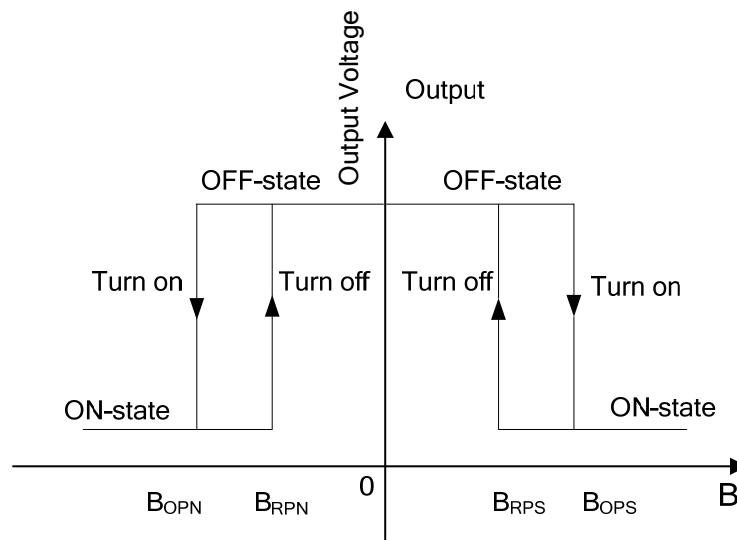 Output Voltage
Output
OFF-state
OFF-state
Turn on
Turn off
Turn off
Turn on
ON-state
ON-state
0
B
BOPN
BRPN
BRPS
BOPS